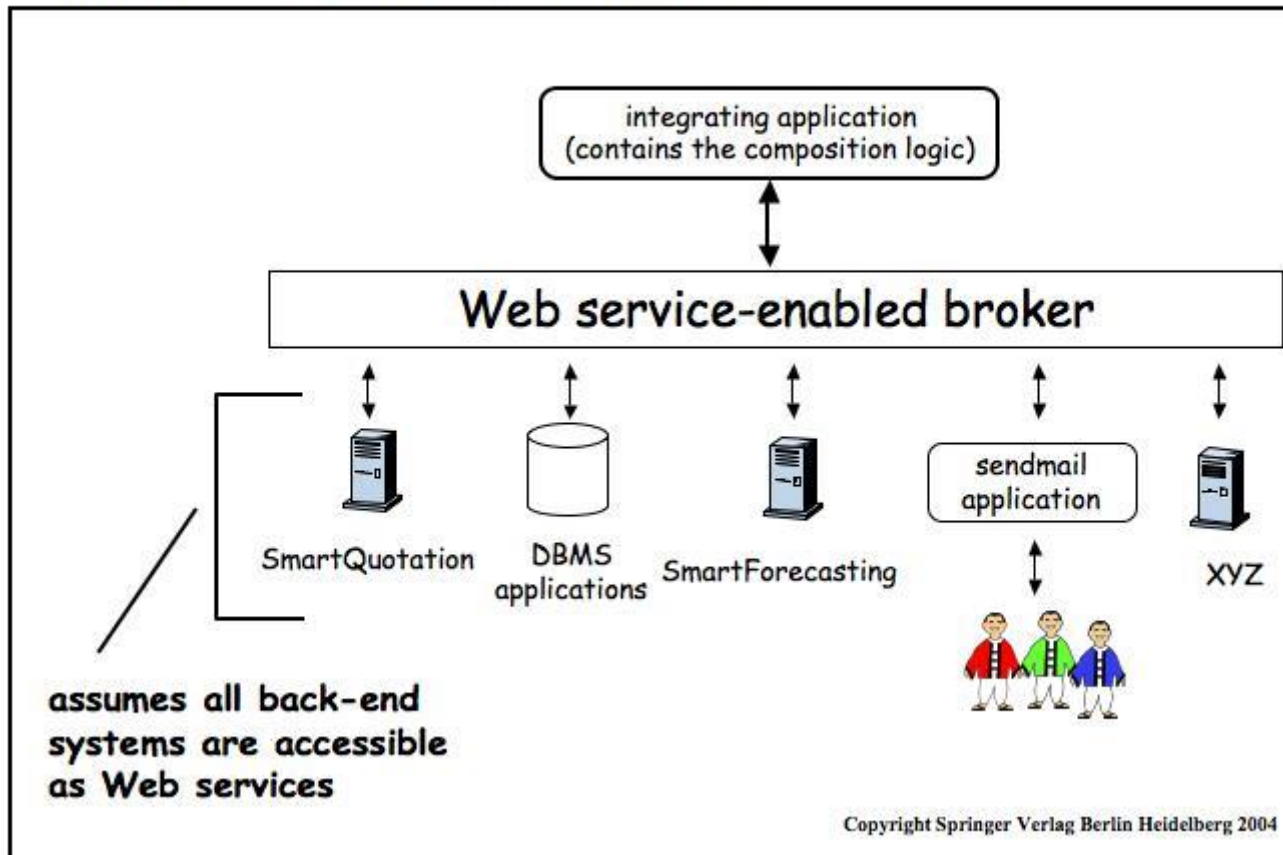 integrating application
(contains the composition logic)
Web service-enabled broker
SmartQuotation
DBMS
applications
SmartForecasting
sendmail
application
XYZ
assumes all back-end
systems are accessible
as Web services
Copyright Springer Verlag Berlin Heidelberg 2004